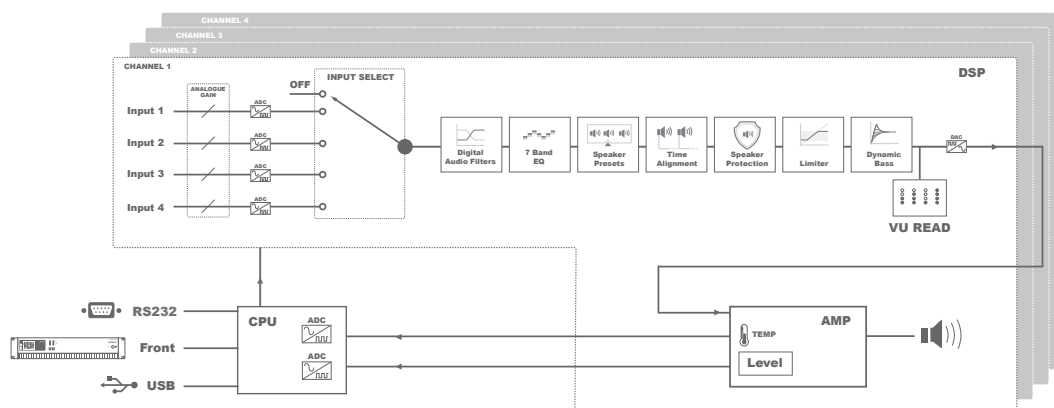 CHANNEL 4
CHANNEL 3
CHANNEL 2
CHANNEL 1
DSP
INPUT SELECT
ANALOGUE
GAIN
OFF
ADC
Input 1
ADC
Input 2
ADC
Input 3
ADC
Input 4
Digital
Audio Filters
7 Band
EQ
Speaker
Presets
Time
Alignment
Speaker
Protection
Limiter
Dynamic
Bass
DAC
VU READ
RS232
Front
USB
CPU
ADC
ADC
AMP
TEMP
Level